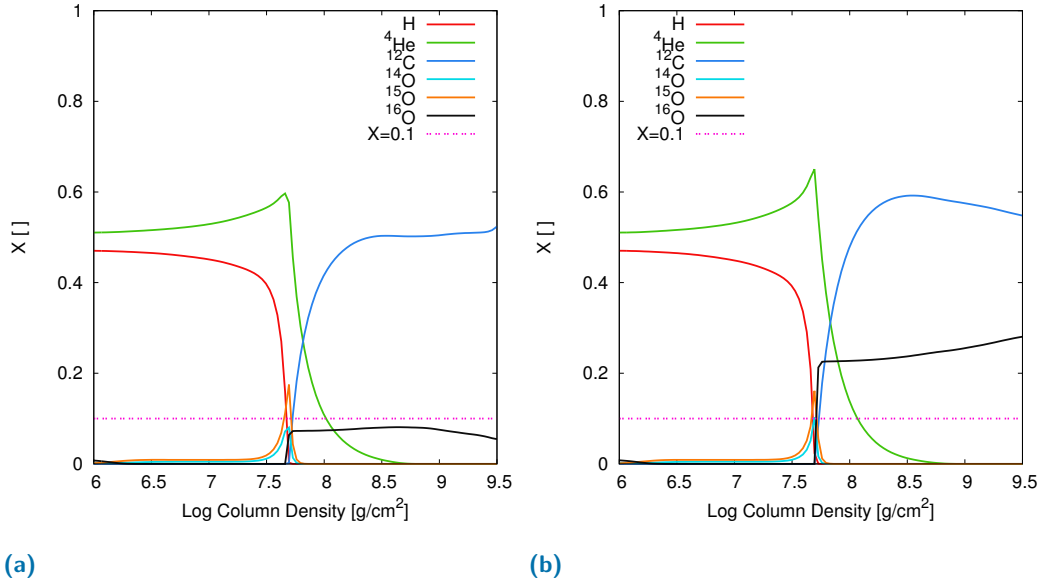 1
0.8
0.6
0.4
0.2
0
X [ ]
6
6.5
7
7.5
8
8.5
9
9.5
Log Column Density [g/cm²]
H
⁴He
¹²C
¹⁴O
¹⁵O
¹⁶O
X=0.1
(a)
1
0.8
0.6
0.4
0.2
0
X [ ]
6
6.5
7
7.5
8
8.5
9
9.5
Log Column Density [g/cm²]
H
⁴He
¹²C
¹⁴O
¹⁵O
¹⁶O
X=0.1
(b)